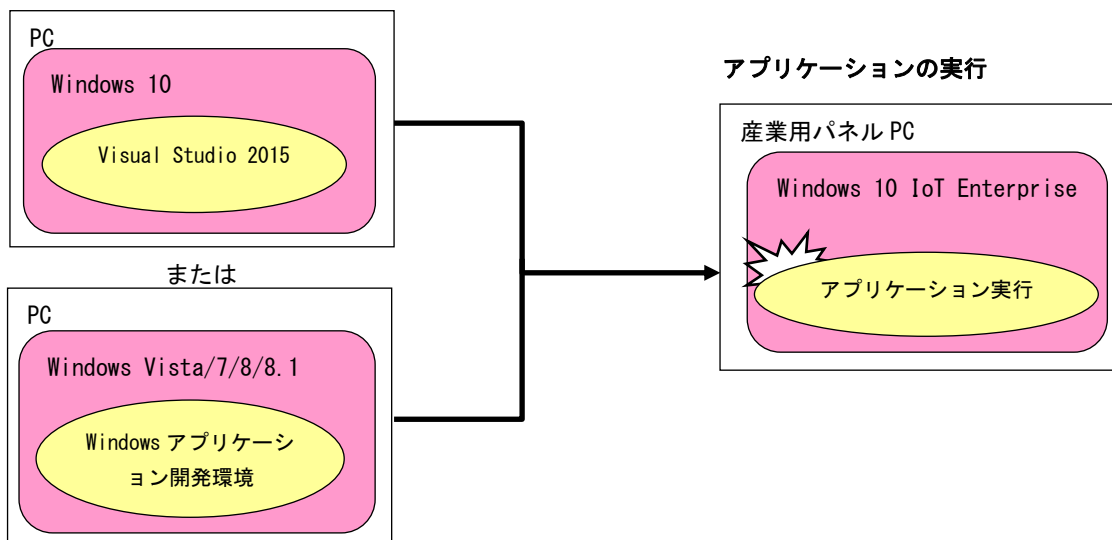 PC
Windows 10
Visual Studio 2015
または
PC
Windows Vista/7/8/8.1
Windows アプリケーシ
ョン開発環境
アプリケーションの実行
産業用パネル PC
Windows 10 IoT Enterprise
アプリケーション実行